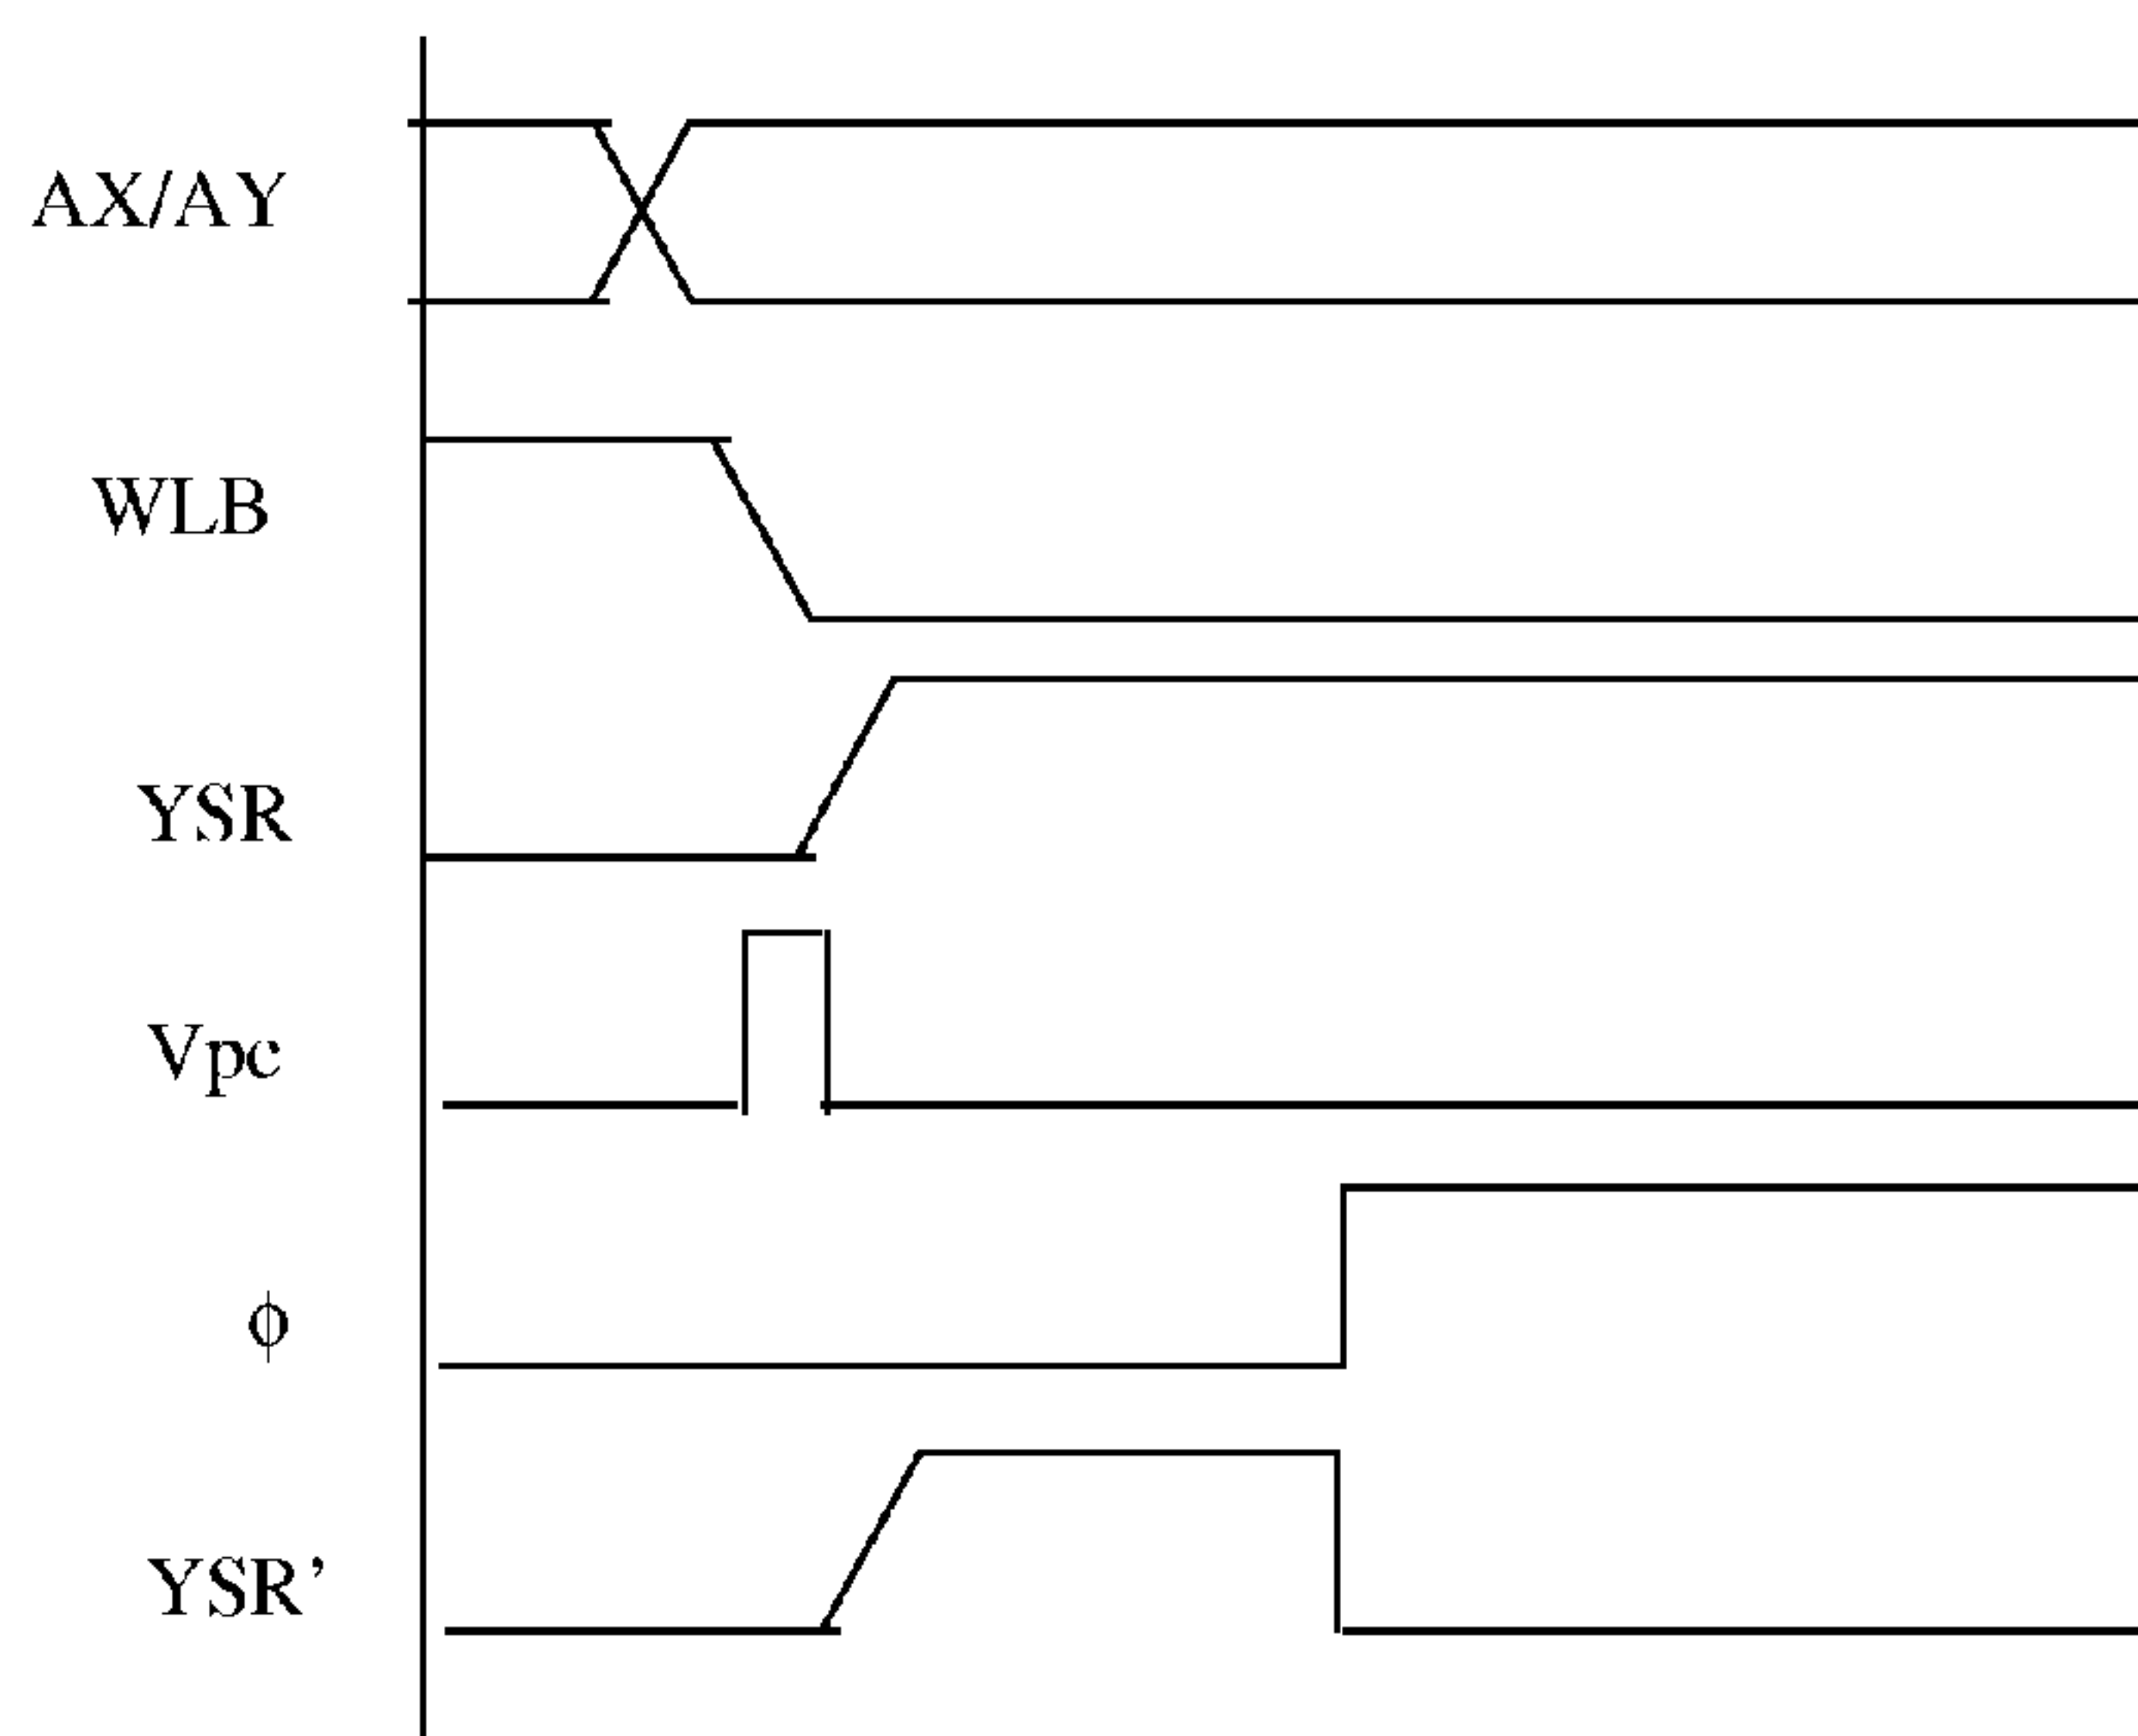 AX/AY
WLB
YSR
Vpc
ϕ
YSR’